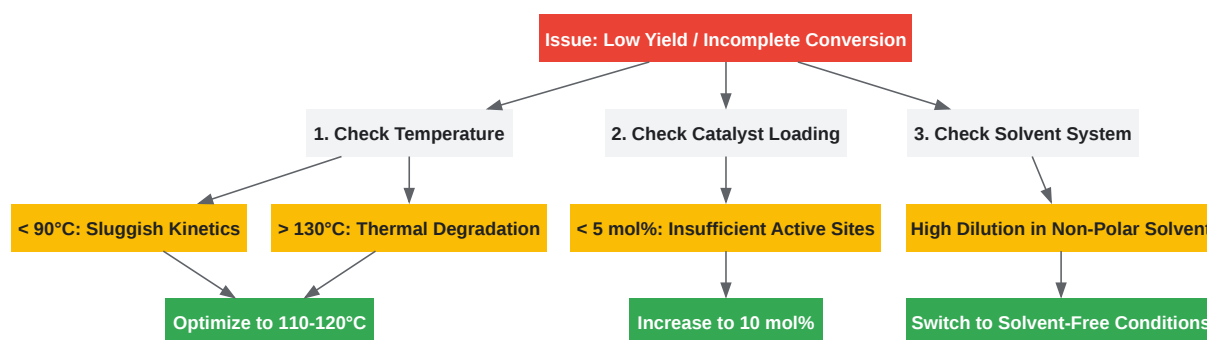 Issue: Low Yield / Incomplete Conversion
1. Check Temperature
2. Check Catalyst Loading
3. Check Solvent System
< 90°C: Sluggish Kinetics
> 130°C: Thermal Degradation
< 5 mol%: Insufficient Active Sites
High Dilution in Non-Polar Solvent
Optimize to 110-120°C
Increase to 10 mol%
Switch to Solvent-Free Conditions